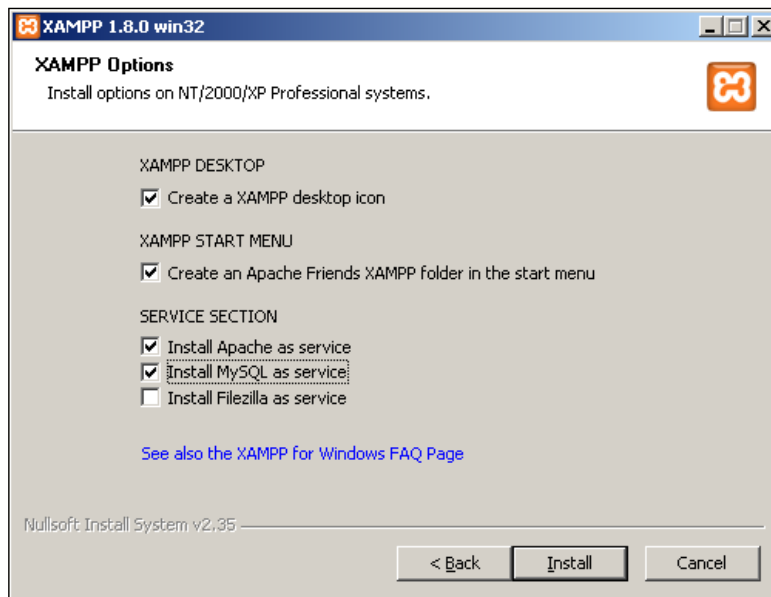 XAMPP 1.8.0 win32
XAMPP Options
Install options on NT/2000/XP Professional systems.
XAMPP DESKTOP
Create a XAMPP desktop icon
XAMPP START MENU
Create an Apache Friends XAMPP folder in the start menu
SERVICE SECTION
Install Apache as service
Install MySQL as service
Install Filezilla as service
See also the XAMPP for Windows FAQ Page
Nullsoft Install System v2.35
< Back Install Cancel